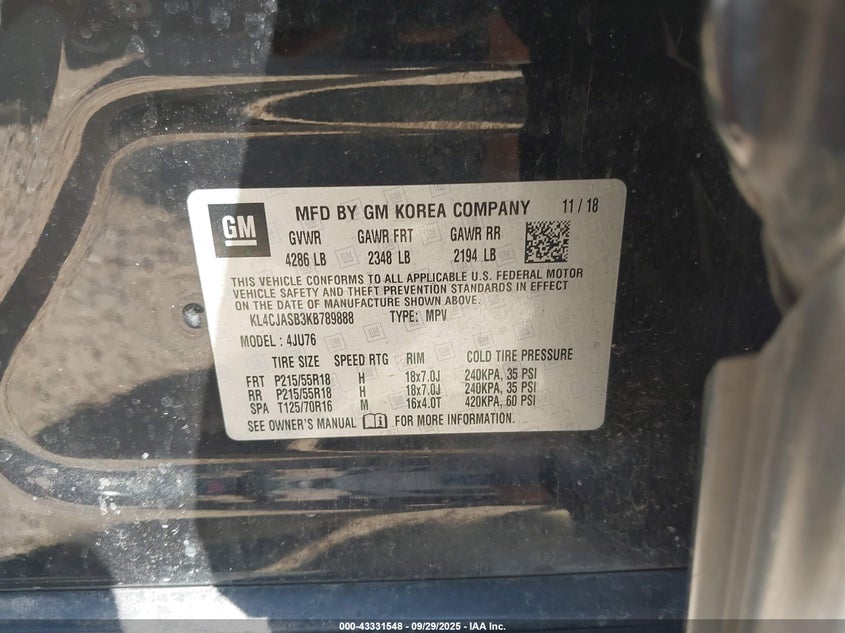 GM MFD BY GM KOREA COMPANY 11 / 18
GVWR GAWR FRT GAWR RR
4286 LB 2348 LB 2194 LB
THIS VEHICLE CONFORMS TO ALL APPLICABLE U.S. FEDERAL MOTOR
VEHICLE SAFETY AND THEFT PREVENTION STANDARDS IN EFFECT
ON THE DATE OF MANUFACTURE SHOWN ABOVE.
KL4CJASB3KB789888 TYPE: MPV
MODEL : 4JU76
TIRE SIZE SPEED RTG RIM COLD TIRE PRESSURE
FRT P215/55R18 H 18x7.0J 240KPA, 35 PSI
RR P215/55R18 H 18x7.0J 240KPA, 35 PSI
SPA T125/70R16 M 16x4.0T 420KPA, 60 PSI
SEE OWNER'S MANUAL FOR MORE INFORMATION.
000-43331548 - 09/29/2025 - IAA Inc.